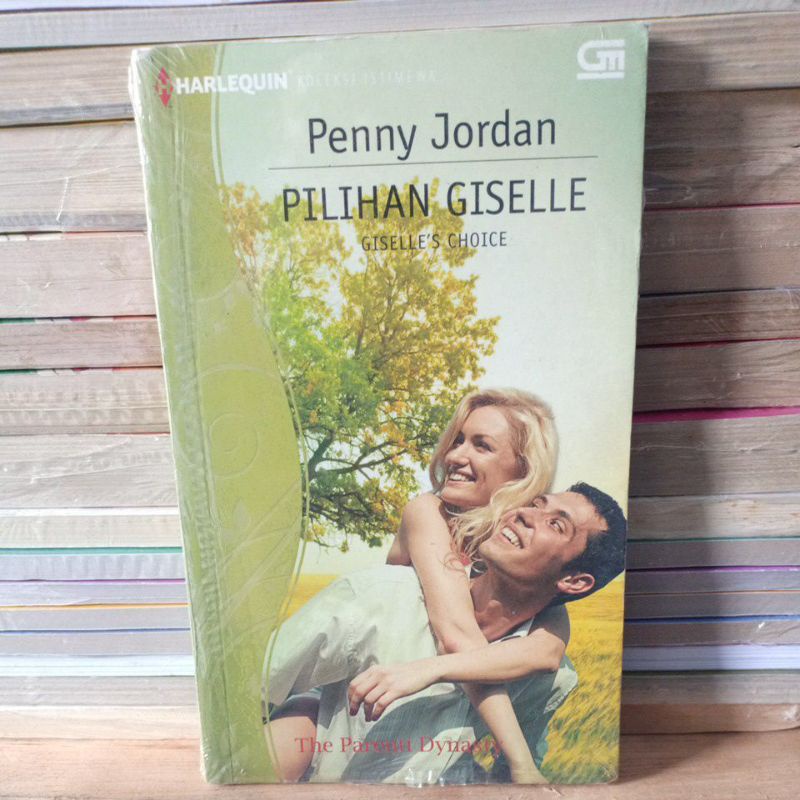 HARLEQUIN® KOLEKSI ISTIMEWA
GM
Penny Jordan
PILIHAN GISELLE
GISELLE'S CHOICE
The Parenti Dynasty